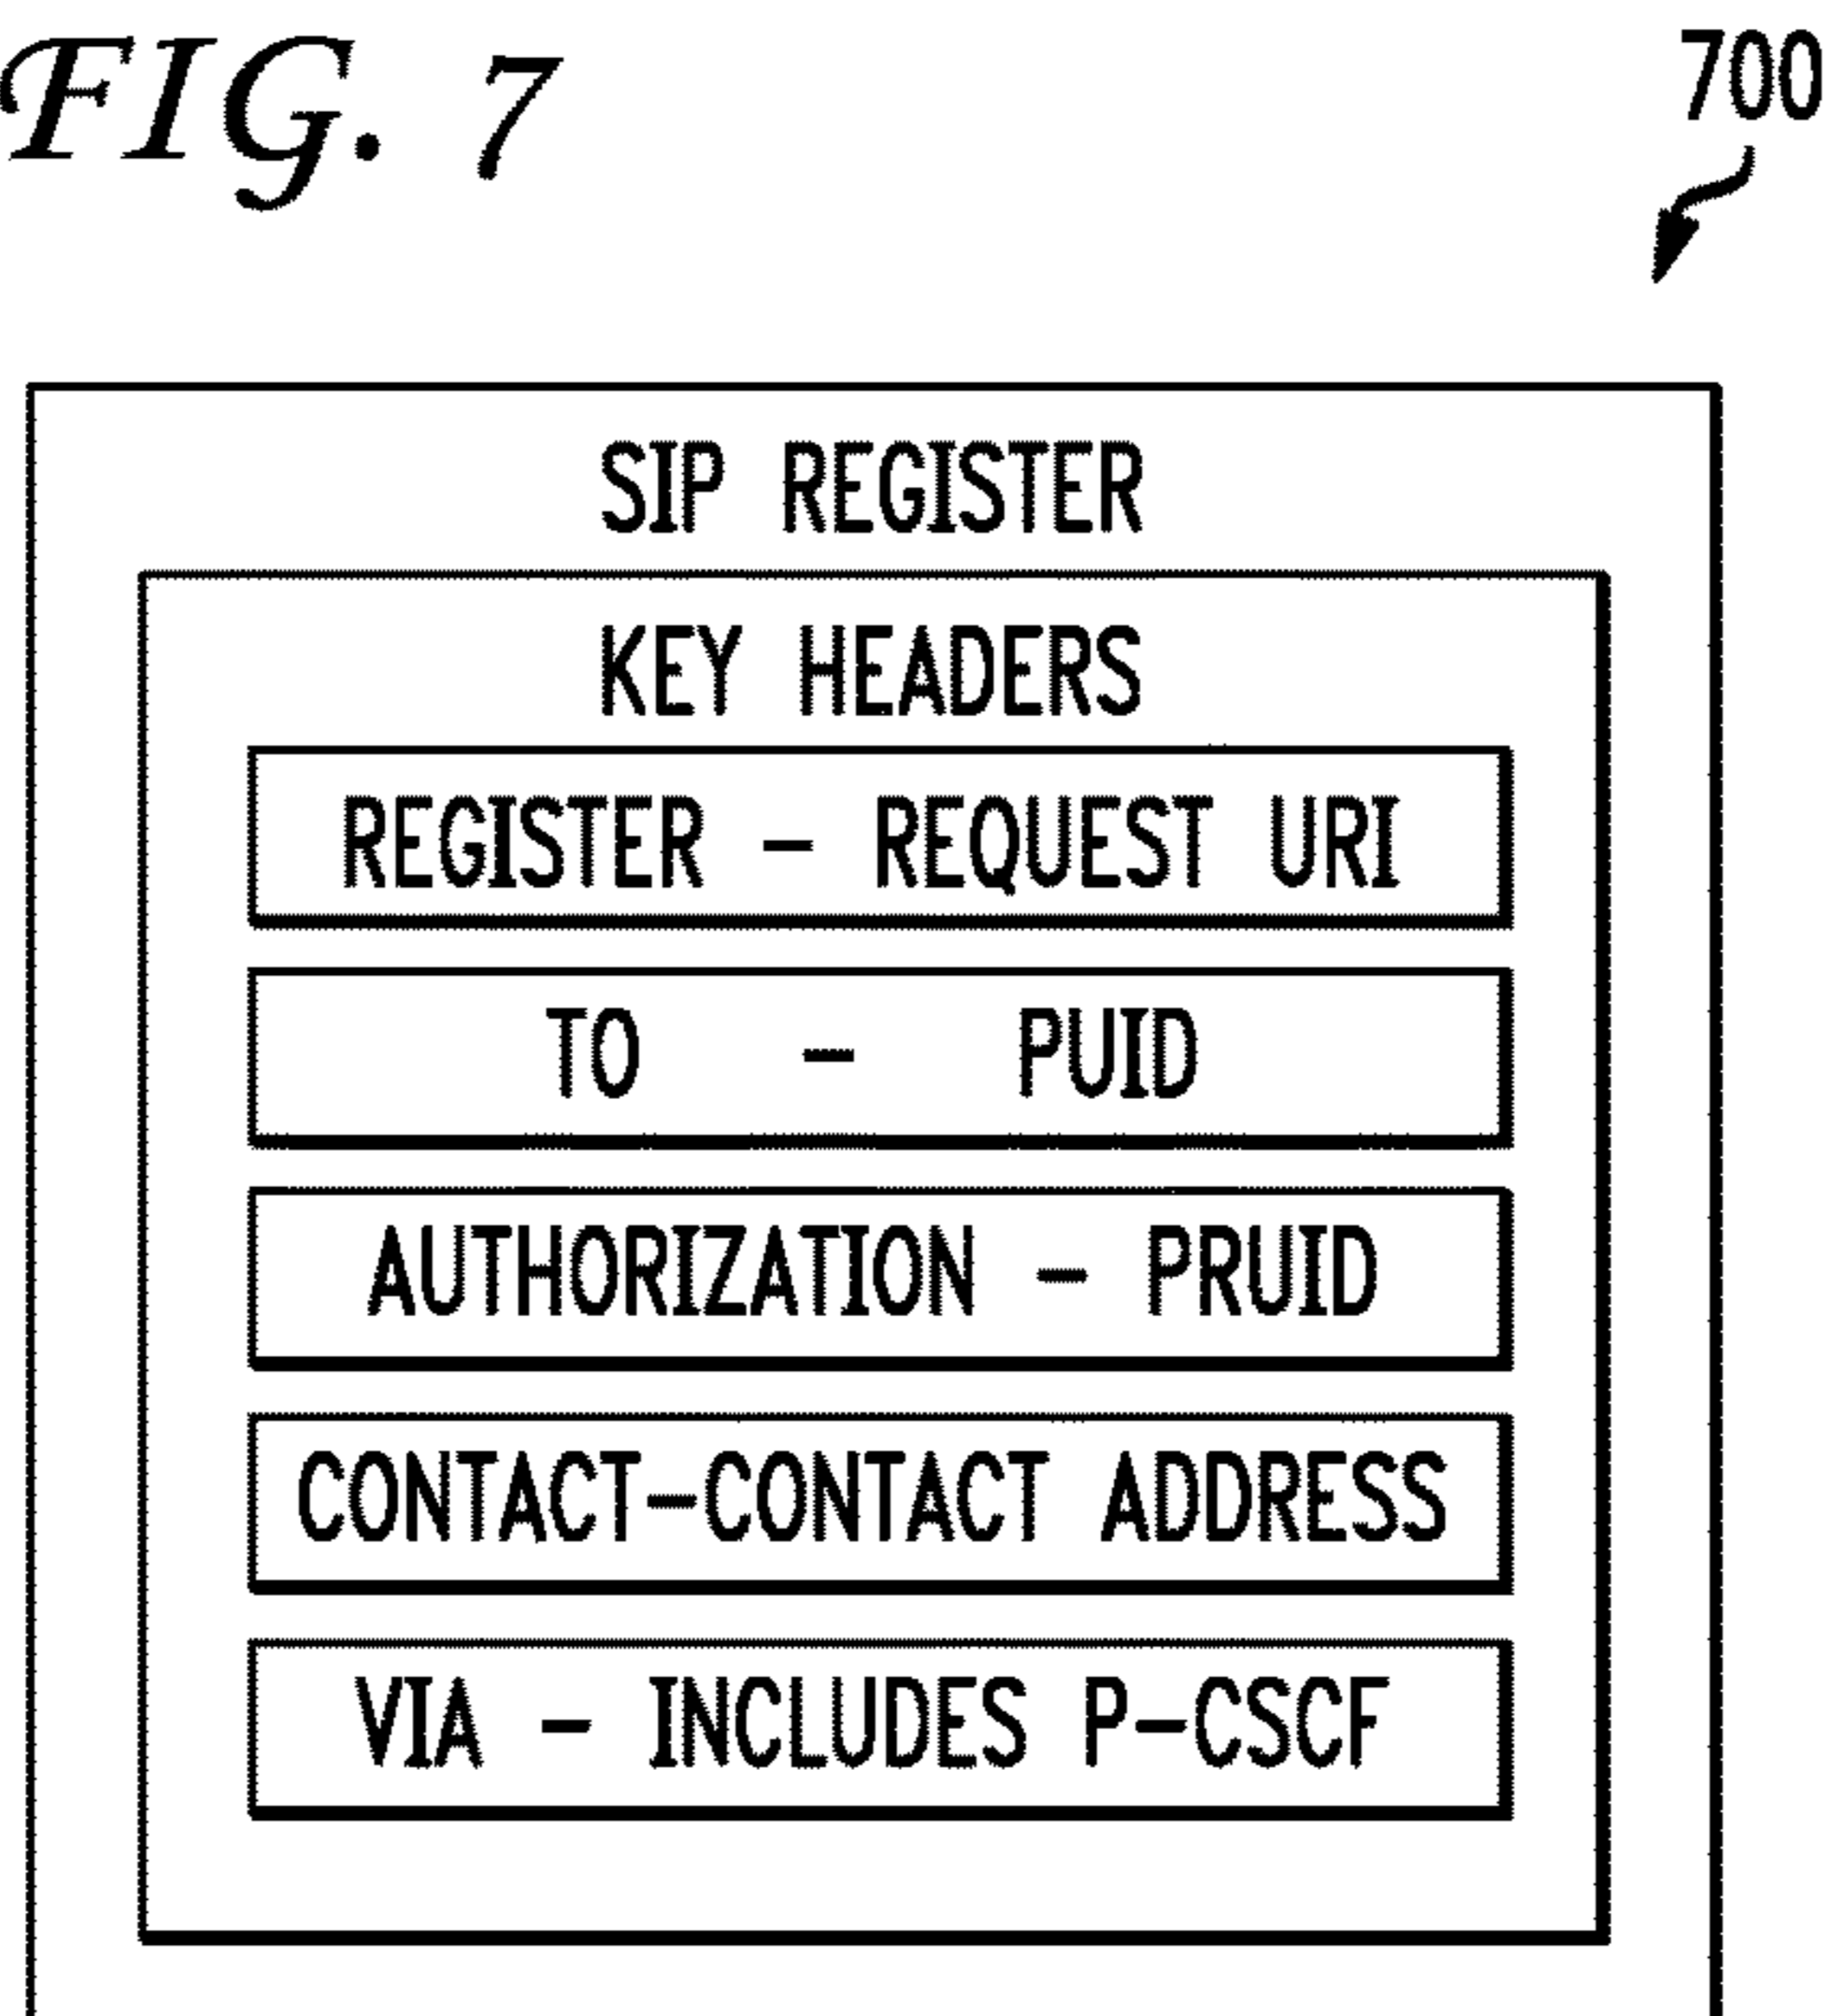 FIG. 7
700
SIP REGISTER
KEY HEADERS
REGISTER - REQUEST URI
TO - PUID
AUTHORIZATION - PRUID
CONTACT-CONTACT ADDRESS
VIA - INCLUDES P-CSCF